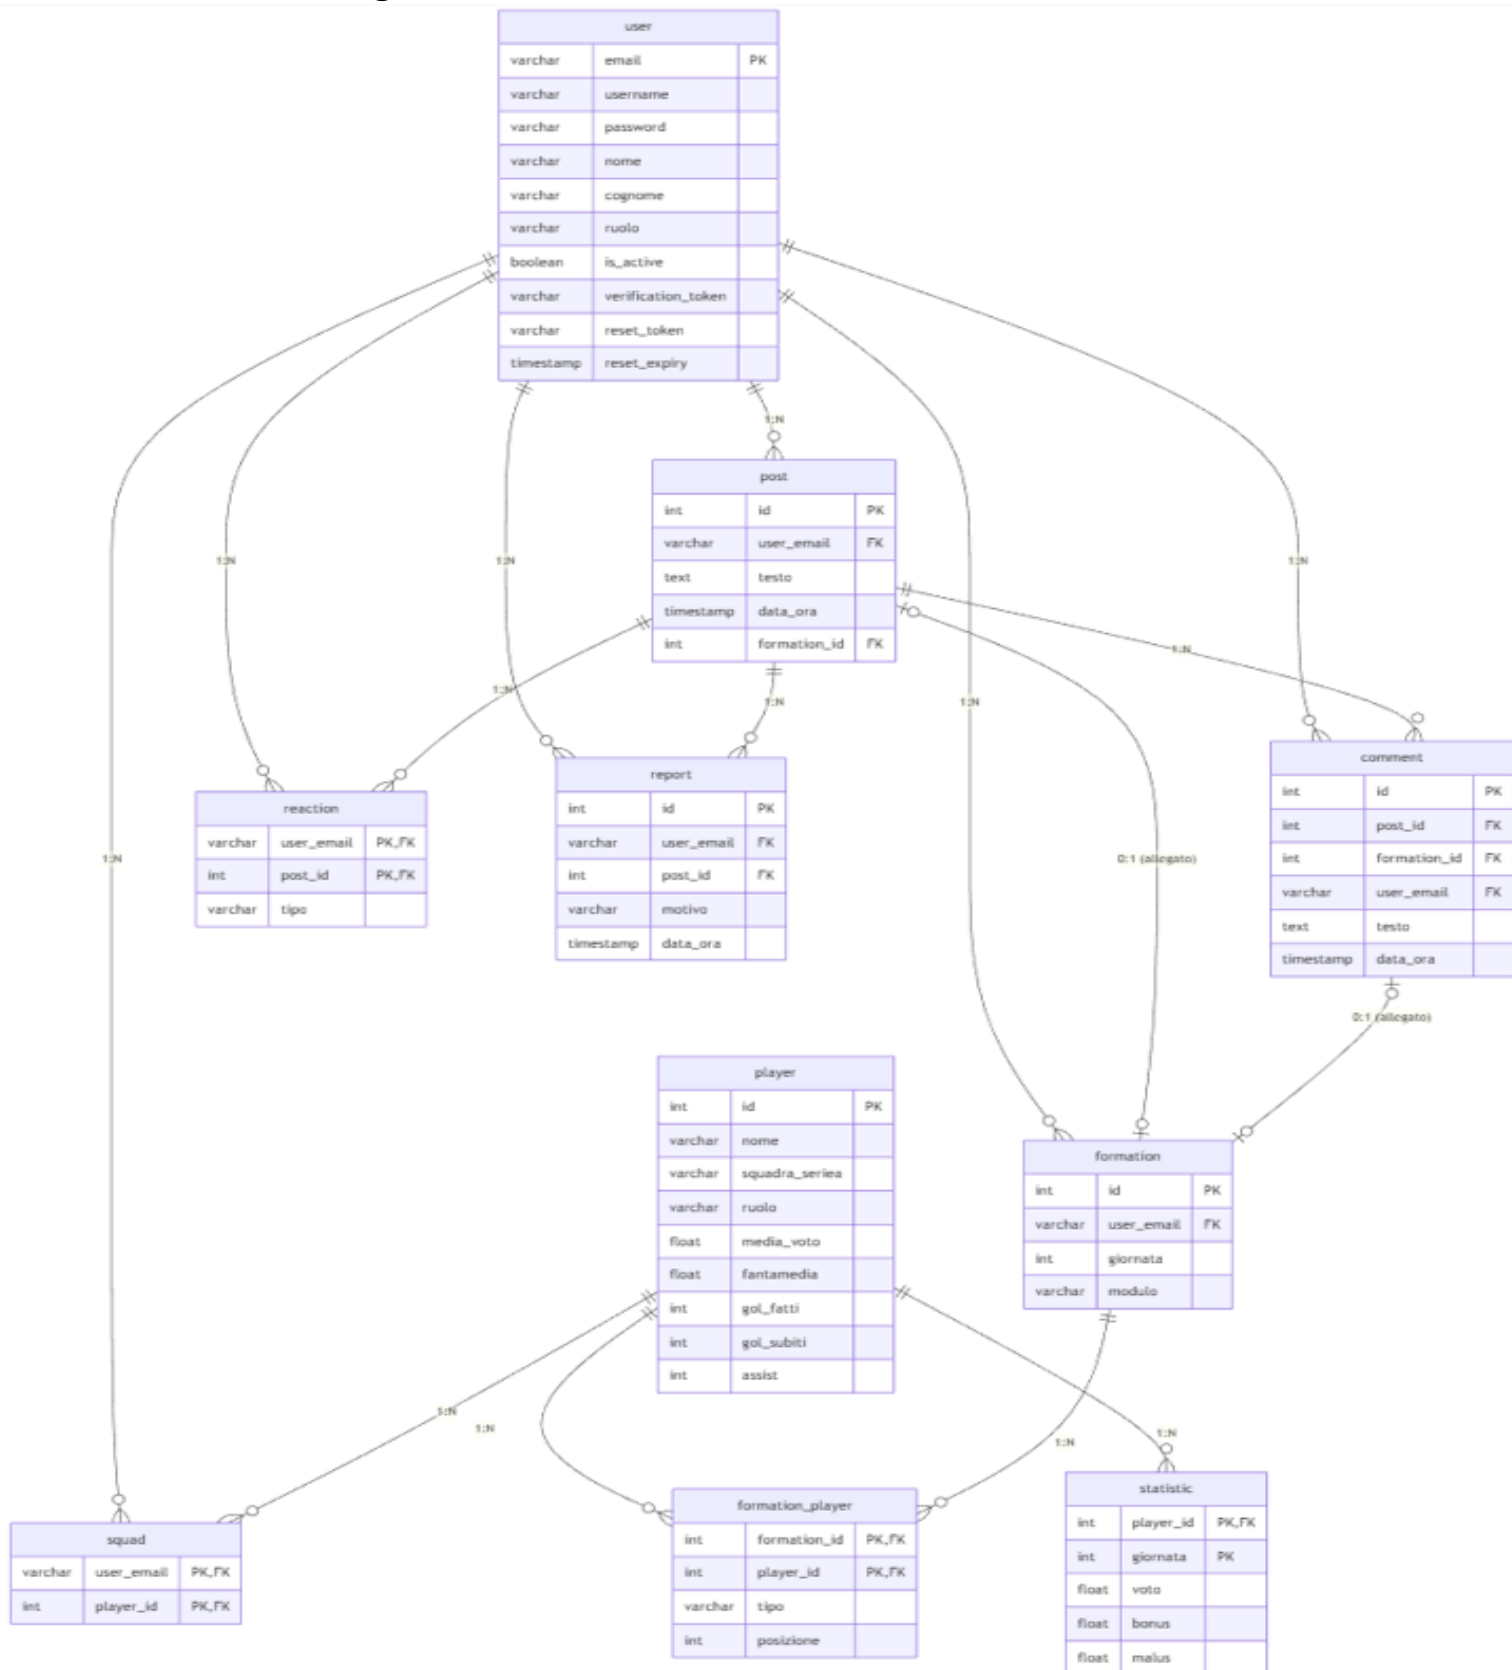 user
varchar email PK
varchar username
varchar password
varchar nome
varchar cognome
varchar ruolo
boolean is_active
varchar verification_token
varchar reset_token
timestamp reset_expiry
1:N
post
int id PK
varchar user_email FK
text testo
timestamp data_ora
int formation_id FK
1:N
1:N
1:N
1:N
1:N
1:N
1:N
report
int id PK
varchar user_email FK
int post_id FK
varchar motivo
timestamp data_ora
reaction
varchar user_email PK,FK
int post_id PK,FK
varchar tipo
comment
int id PK
int post_id FK
int formation_id FK
varchar user_email FK
text testo
timestamp data_ora
1:N
0:1 (allegato)
0:1 (allegato)
player
int id PK
varchar nome
varchar squadra_seriea
varchar ruolo
float media_voto
float fantamedia
int gol_fatti
int gol_subiti
int assist
formation
int id PK
varchar user_email FK
int giornata
varchar modulo
1:N
1:N
1:N
1:N
squad
varchar user_email PK,FK
int player_id PK,FK
formation_player
int formation_id PK,FK
int player_id PK,FK
varchar tipo
int posizione
statistic
int player_id PK,FK
int giornata PK
float voto
float bonus
float malus